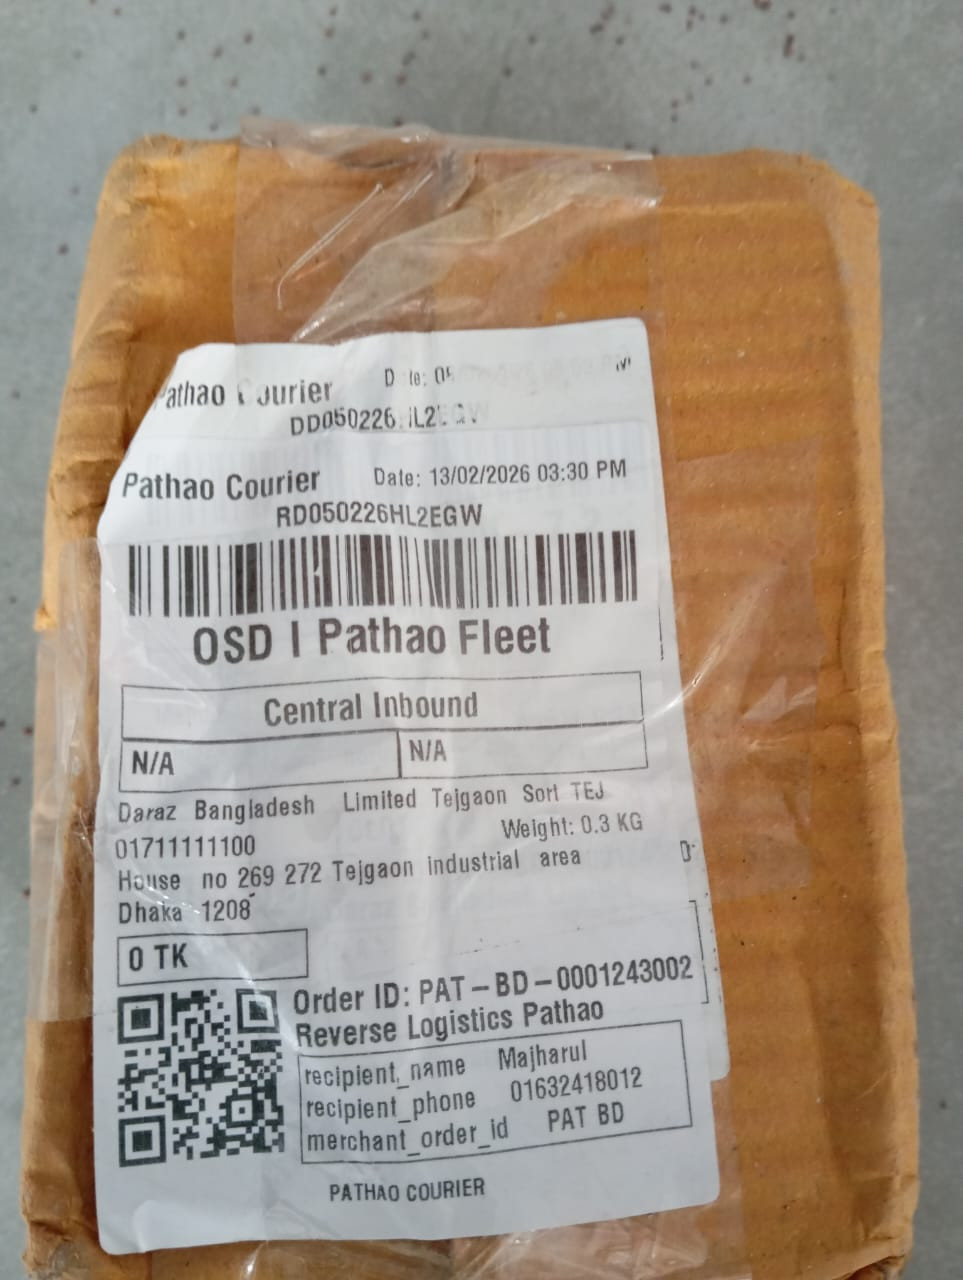 Pathao Courier
DD050226HL2EGW
Pathao Courier Date: 13/02/2026 03:30 PM
RD050226HL2EGW
OSD | Pathao Fleet
Central Inbound
N/A N/A
Daraz Bangladesh Limited Tejgaon Sort TEJ
01711111100 Weight: 0.3 KG
House no 269 272 Tejgaon industrial area
Dhaka 1208
0 TK
Order ID: PAT-BD-0001243002
Reverse Logistics Pathao
recipient_name Majharul
recipient_phone 01632418012
merchant_order_id PAT BD
PATHAO COURIER